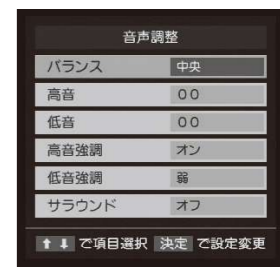 音声調整
バランス 中央
高音 00
低音 00
高音強調 オン
低音強調 弱
サラウンド オフ
⬆ ⬇ で項目選択 決定 で設定変更